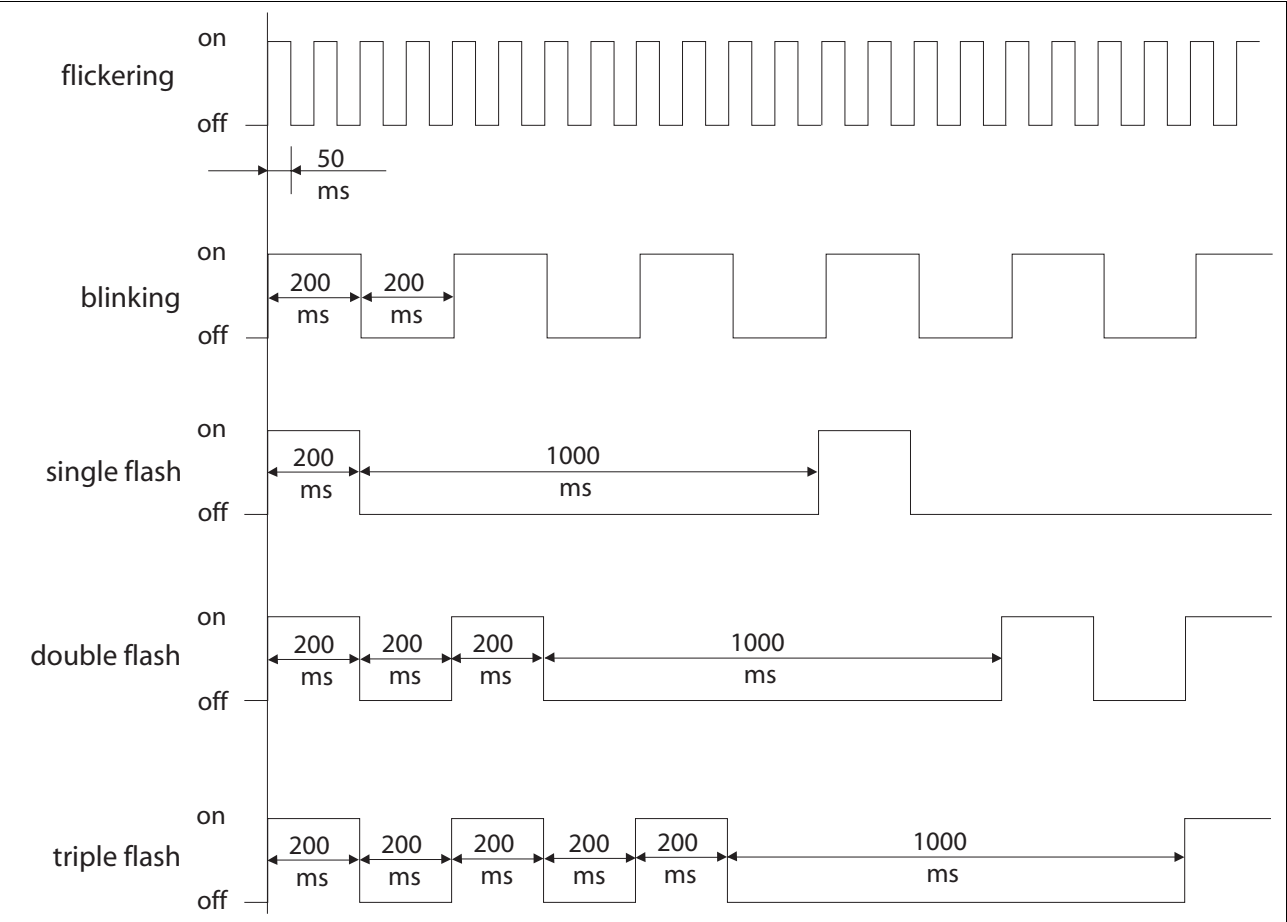 on
flickering
off
50
ms
on
200 200
blinking
ms ms
off
on
200 1000
single flash
ms ms
off
on
200 200 200 1000
double flash
ms ms ms ms
off
on
200 200 200 200 200 1000
triple flash
ms ms ms ms ms ms
off